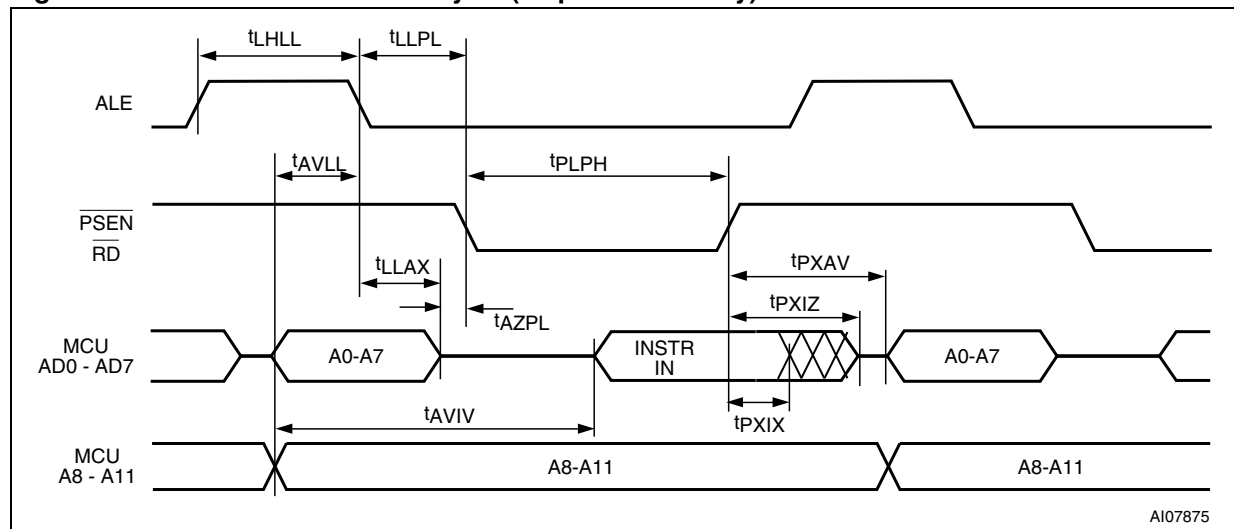 tLHLL
tLLPL
ALE
tAVLL
tPLPH
PSEN
RD
tLLAX
tPXAV
tAZPL
tPXIZ
MCU
AD0 - AD7
A0-A7
INSTR
IN
A0-A7
tAVIV
tPXIX
MCU
A8 - A11
A8-A11
A8-A11
AI07875